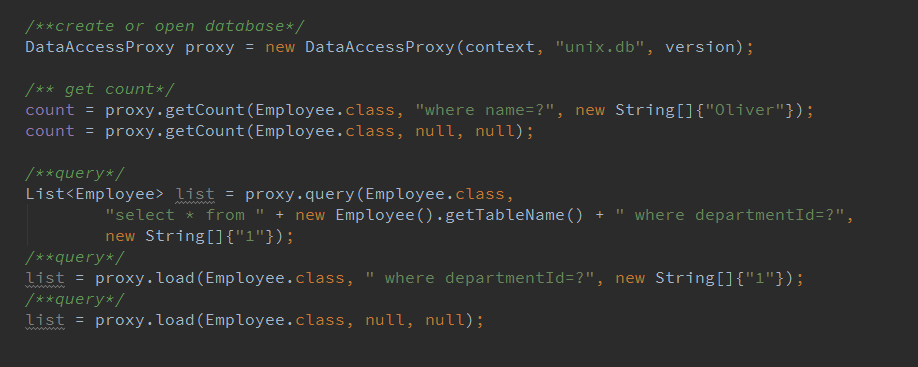 /**create or open database*/
DataAccessProxy proxy = new DataAccessProxy(context, "unix.db", version);
/** get count*/
count = proxy.getCount(Employee.class, "where name=?", new String[]{"Oliver"});
count = proxy.getCount(Employee.class, null, null);
/**query*/
List<Employee> list = proxy.query(Employee.class,
"select * from " + new Employee().getTableName() + " where departmentId=?",
new String[]{"1"});
/**query*/
list = proxy.load(Employee.class, " where departmentId=?", new String[]{"1"});
/**query*/
list = proxy.load(Employee.class, null, null);